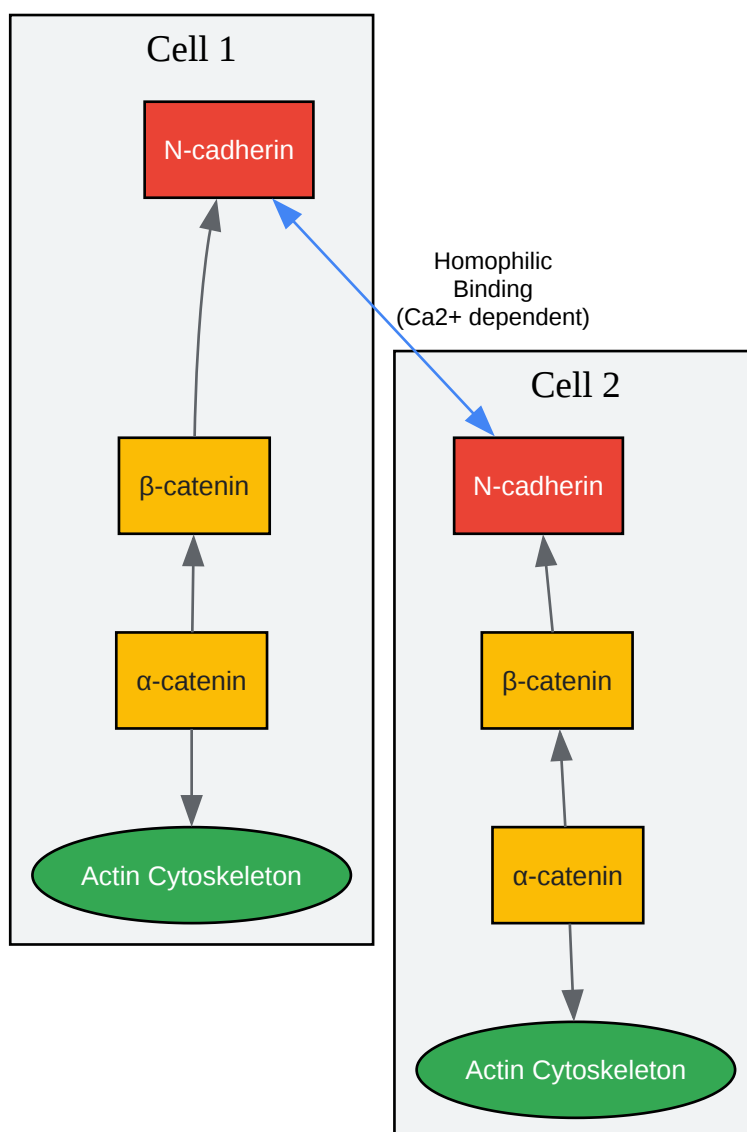 Cell 1
N-cadherin
Homophilic
Binding
(Ca2+ dependent)
β-catenin
α-catenin
Actin Cytoskeleton
Cell 2
N-cadherin
β-catenin
α-catenin
Actin Cytoskeleton